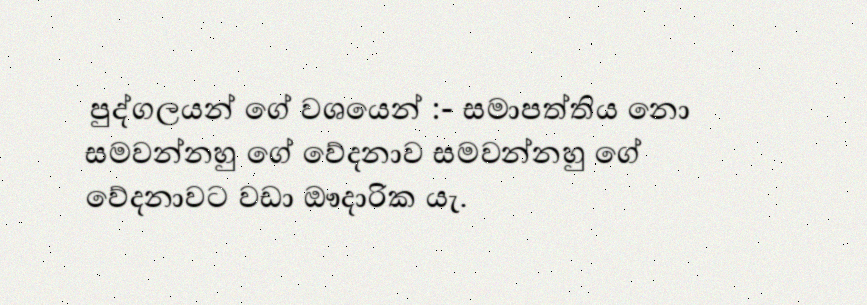 පුද්ගලයන් ගේ වශයෙන් :- සමාපත්තිය නො
සමවන්නහු ගේ වේදනාව සමවන්නහු ගේ
වේදනාවට වඩා ඖදාරික යැ.